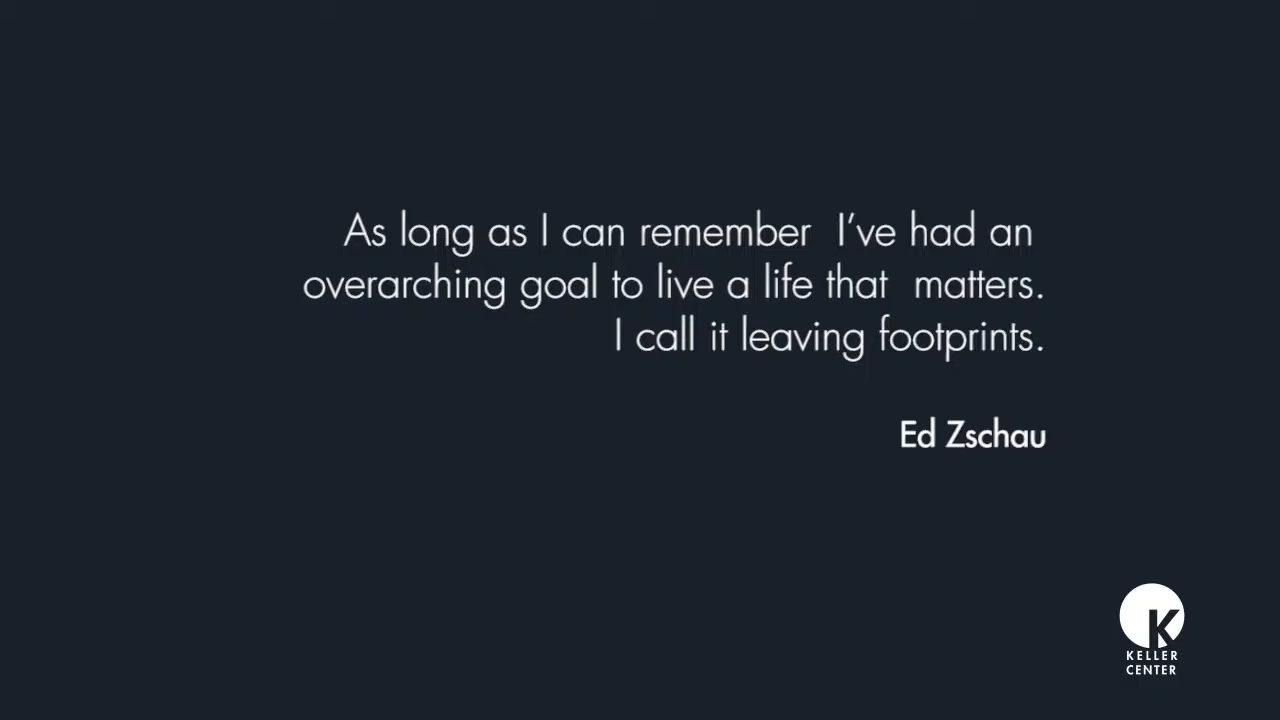 As long as I can remember  I’ve had an
overarching goal to live a life that  matters.
I call it leaving footprints.
Ed Zschau
K
KELLER
CENTER